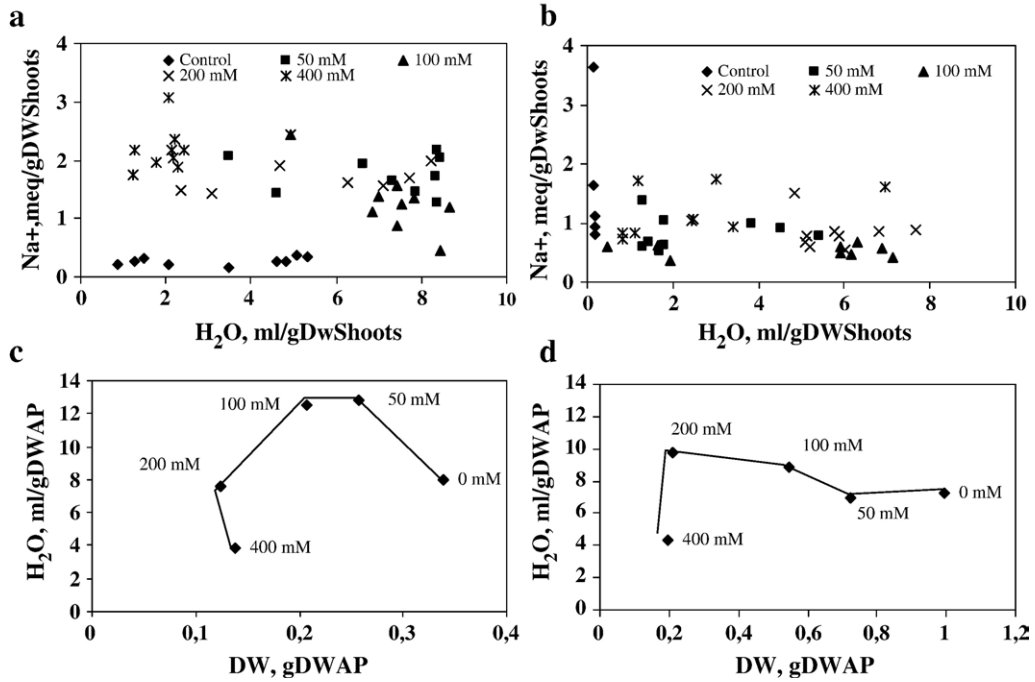 a
Na+,meq/gDWShoots
4
3
2
1
0
Control
50 mM
100 mM
200 mM
400 mM
0 2 4 6 8 10
H2O, ml/gDwShoots
b
Na+, meq/gDwShoots
4
3
2
1
0
Control
50 mM
100 mM
200 mM
400 mM
0 2 4 6 8 10
H2O, ml/gDWShoots
c
H2O, ml/gDWAP
14
12
10
8
6
4
2
0
100 mM
50 mM
200 mM
0 mM
400 mM
0 0,1 0,2 0,3 0,4
DW, gDWAP
d
H2O, ml/gDWAP
14
12
10
8
6
4
2
0
200 mM
100 mM
0 mM
50 mM
400 mM
0 0,2 0,4 0,6 0,8 1 1,2
DW, gDWAP